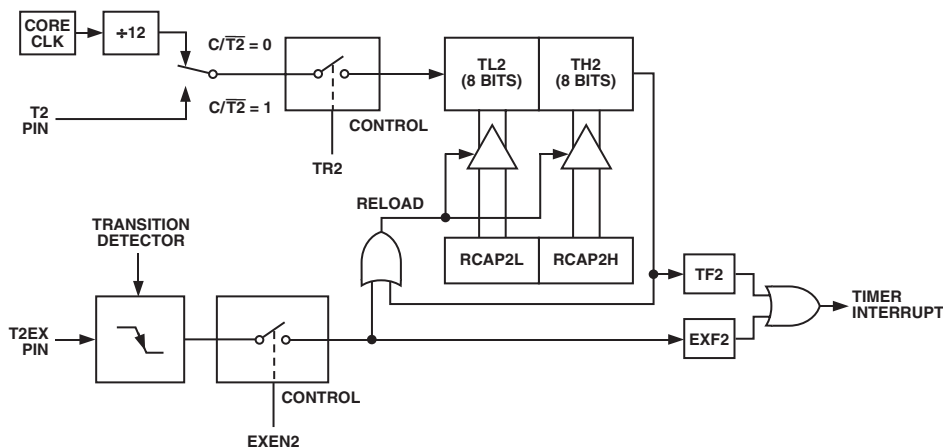 CORE
CLK
÷12
C/T2 = 0
C/T2 = 1
T2
PIN
CONTROL
TR2
TL2
(8 BITS)
TH2
(8 BITS)
RELOAD
TRANSITION
DETECTOR
RCAP2L
RCAP2H
T2EX
PIN
CONTROL
EXEN2
TF2
EXF2
TIMER
INTERRUPT